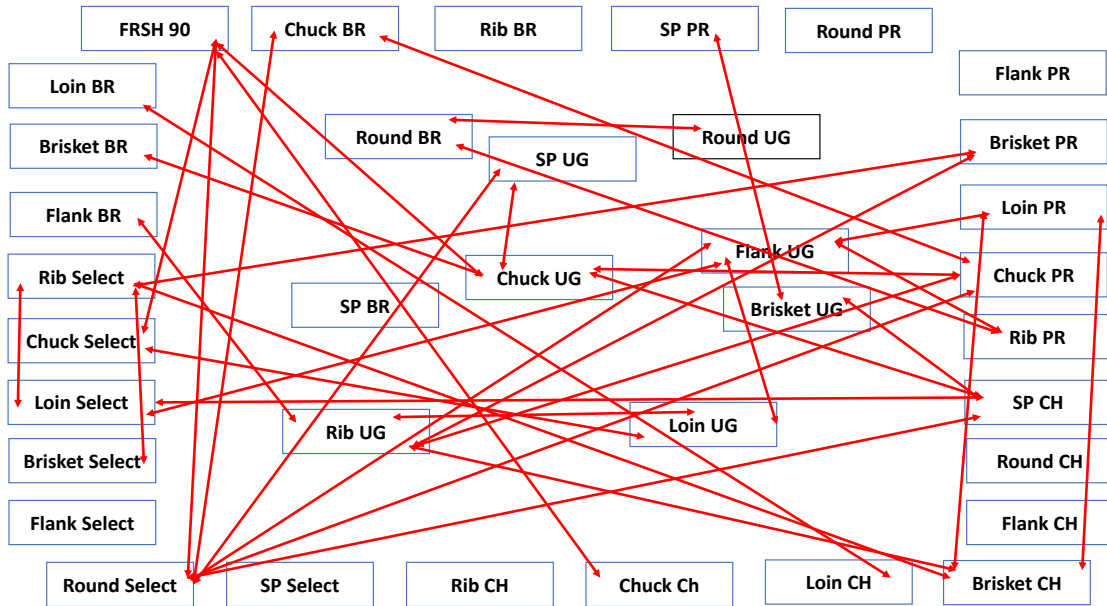 FRSH 90
Chuck BR
Rib BR
SP PR
Round PR
Flank PR
Loin BR
Brisket BR
Round BR
Round UG
Brisket PR
SP UG
Flank BR
Loin PR
Flank UG
Rib Select
Chuck UG
Chuck PR
SP BR
Brisket UG
Chuck Select
Rib PR
Loin Select
SP CH
Rib UG
Loin UG
Brisket Select
Round CH
Flank Select
Flank CH
Round Select
SP Select
Rib CH
Chuck Ch
Loin CH
Brisket CH